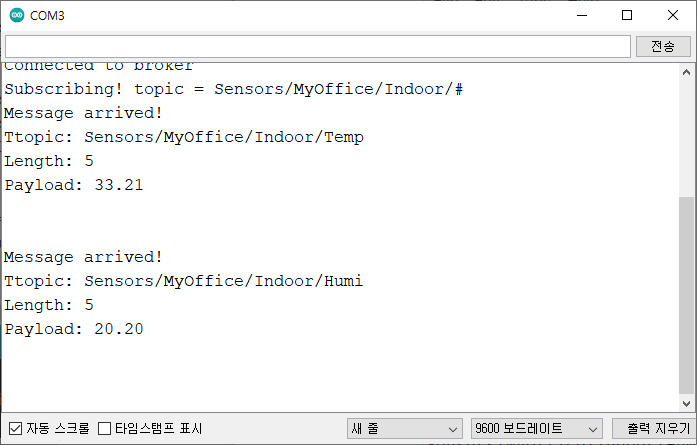 COM3
전송
Connected to broker
Subscribing! topic = Sensors/MyOffice/Indoor/#
Message arrived!
Ttopic: Sensors/MyOffice/Indoor/Temp
Length: 5
Payload: 33.21
Message arrived!
Ttopic: Sensors/MyOffice/Indoor/Humi
Length: 5
Payload: 20.20
자동 스크롤 타임스탬프 표시 새 줄 9600 보드레이트 출력 지우기